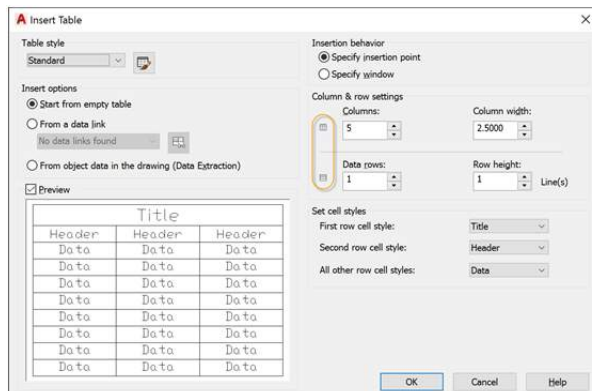 A Insert Table
Table style
Standard
Insert options
Start from empty table
From a data link
No data links found
From object data in the drawing (Data Extraction)
Preview
Title
Header Header Header
Data Data Data
Data Data Data
Data Data Data
Data Data Data
Data Data Data
Data Data Data
Data Data Data
Data Data Data
Insertion behavior
Specify insertion point
Specify window
Column & row settings
Columns: Column width:
5 2.5000
Data rows: Row height:
1 1 Line(s)
Set cell styles
First row cell style: Title
Second row cell style: Header
All other row cell styles: Data
OK Cancel Help